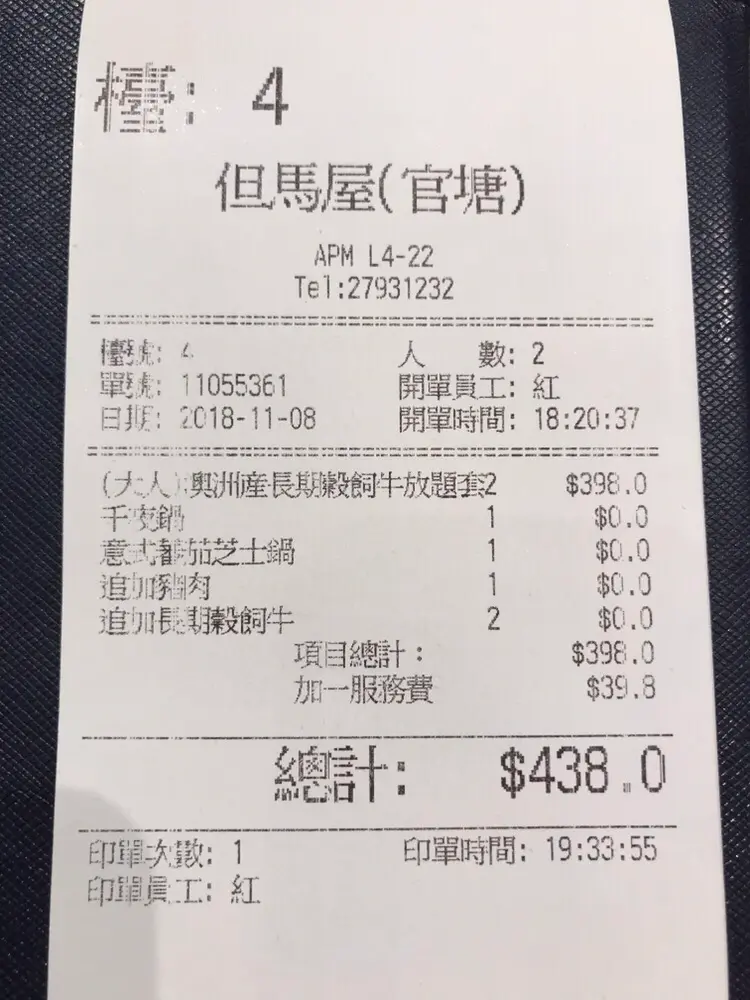 檯: 4
但馬屋(官塘)
APM L4-22
Tel:27931232
檯號: 4 人 數: 2
單號: 11055361 開單員工: 紅
日期: 2018-11-08 開單時間: 18:20:37
(大人)澳洲產長期穀飼牛放題套2 $398.0
千夜鍋 1 $0.0
意式蕃茄芝士鍋 1 $0.0
追加豬肉 1 $0.0
追加長期穀飼牛 2 $0.0
項目總計: $398.0
加一服務費 $39.8
總計: $438.0
印單次數: 1 印單時間: 19:33:55
印單員工: 紅